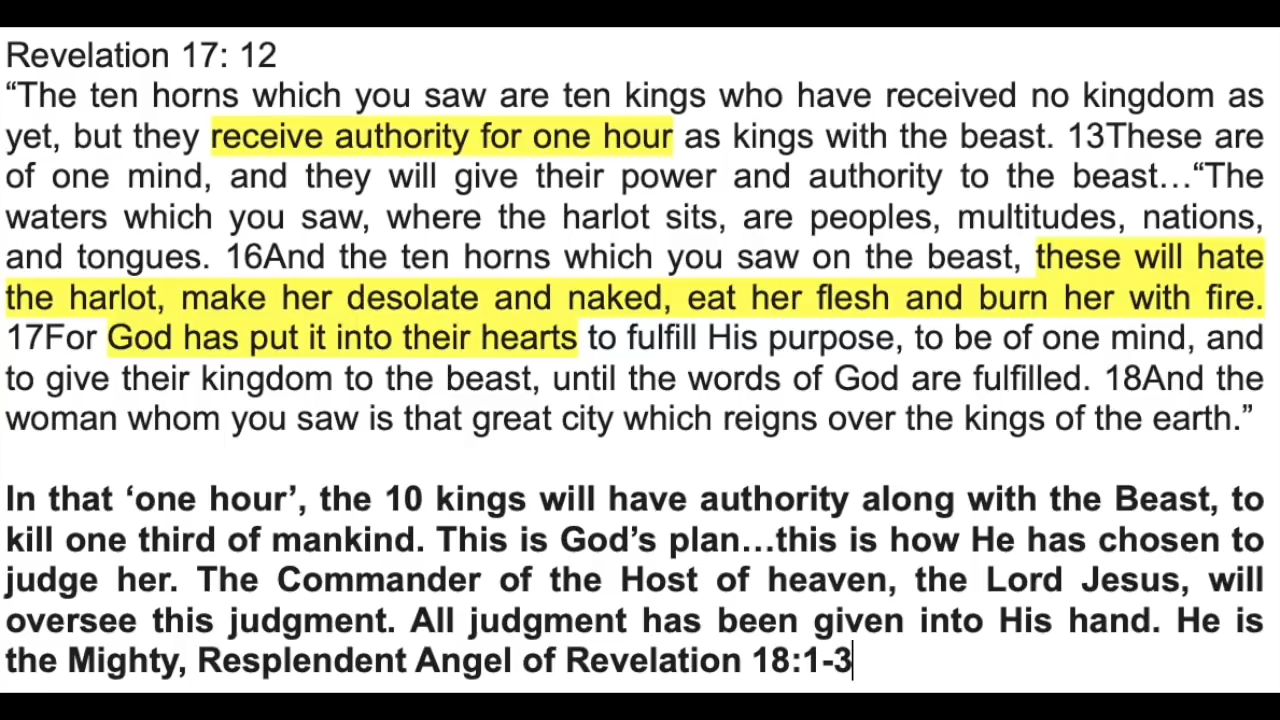 Revelation 17: 12
“The ten horns which you saw are ten kings who have received no kingdom as
yet, but they receive authority for one hour as kings with the beast. 13These are
of one mind, and they will give their power and authority to the beast…“The
waters which you saw, where the harlot sits, are peoples, multitudes, nations,
and tongues. 16And the ten horns which you saw on the beast, these will hate
the harlot, make her desolate and naked, eat her flesh and burn her with fire.
17For God has put it into their hearts to fulfill His purpose, to be of one mind, and
to give their kingdom to the beast, until the words of God are fulfilled. 18And the
woman whom you saw is that great city which reigns over the kings of the earth.”
In that ‘one hour’, the 10 kings will have authority along with the Beast, to
kill one third of mankind. This is God’s plan…this is how He has chosen to
judge her. The Commander of the Host of heaven, the Lord Jesus, will
oversee this judgment. All judgment has been given into His hand. He is
the Mighty, Resplendent Angel of Revelation 18:1-3